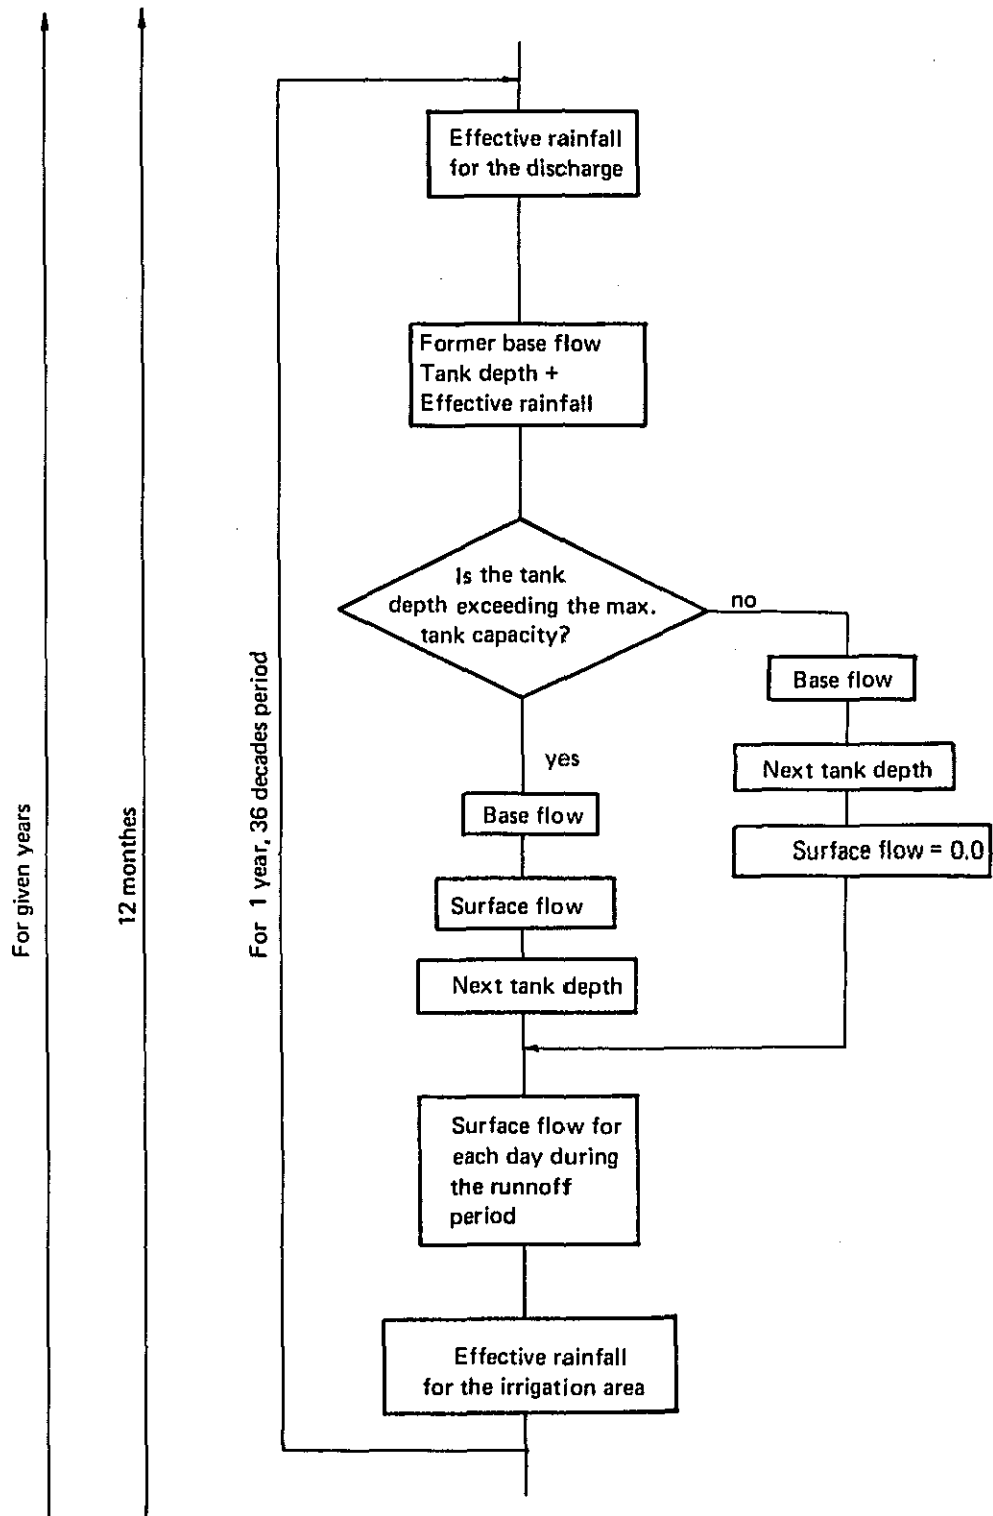 Effective rainfall
for the discharge
Former base flow
Tank depth +
Effective rainfall
Is the tank
depth exceeding the max.
tank capacity?
no
Base flow
Next tank depth
Surface flow = 0.0
yes
Base flow
Surface flow
Next tank depth
Surface flow for
each day during
the runnoff
period
Effective rainfall
for the irrigation area
For 1 year, 36 decades period
12 monthes
For given years